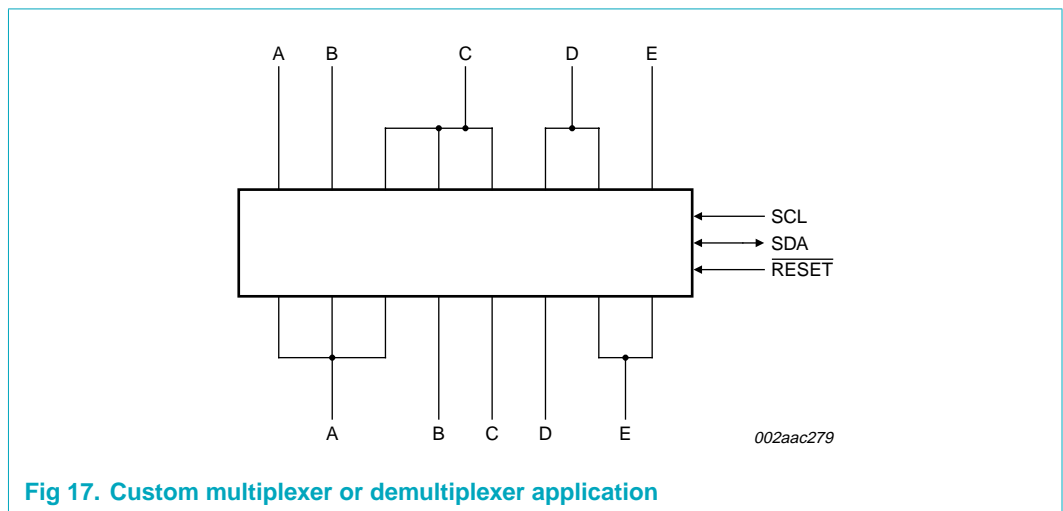 A B C D E
SCL
SDA
RESET
A B C D E
002aac279
Fig 17. Custom multiplexer or demultiplexer application